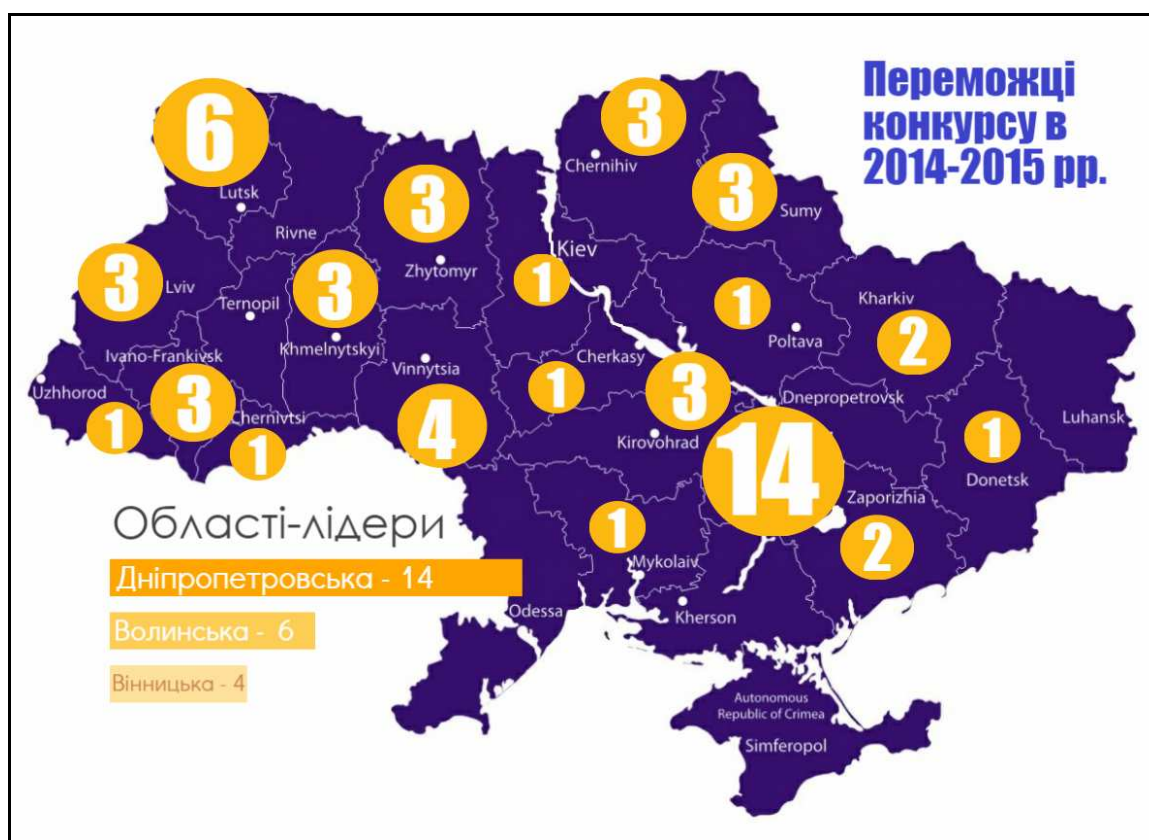 Переможці
конкурсу в
2014-2015 рр.
6
3
Chernihiv
3
Lutsk
3
Sumy
Rivne
Kiev
Zhytomyr
3
Lviv
3
1
Ternopil
1
Kharkiv
2
Khmelnytskyi
Poltava
Ivano-Frankivsk
Vinnytsia
Cherkasy
Uzhhorod
1
3
Dnepropetrovsk
3
Chernivtsi
Luhansk
1
4
Kirovohrad
1
1
14
Donetsk
Zaporizhia
Області-лідери
1
2
Mykolaiv
Дніпропетровська - 14
Odessa
Kherson
Волинська - 6
Вінницька - 4
Autonomous
Republic of Crimea
Simferopol